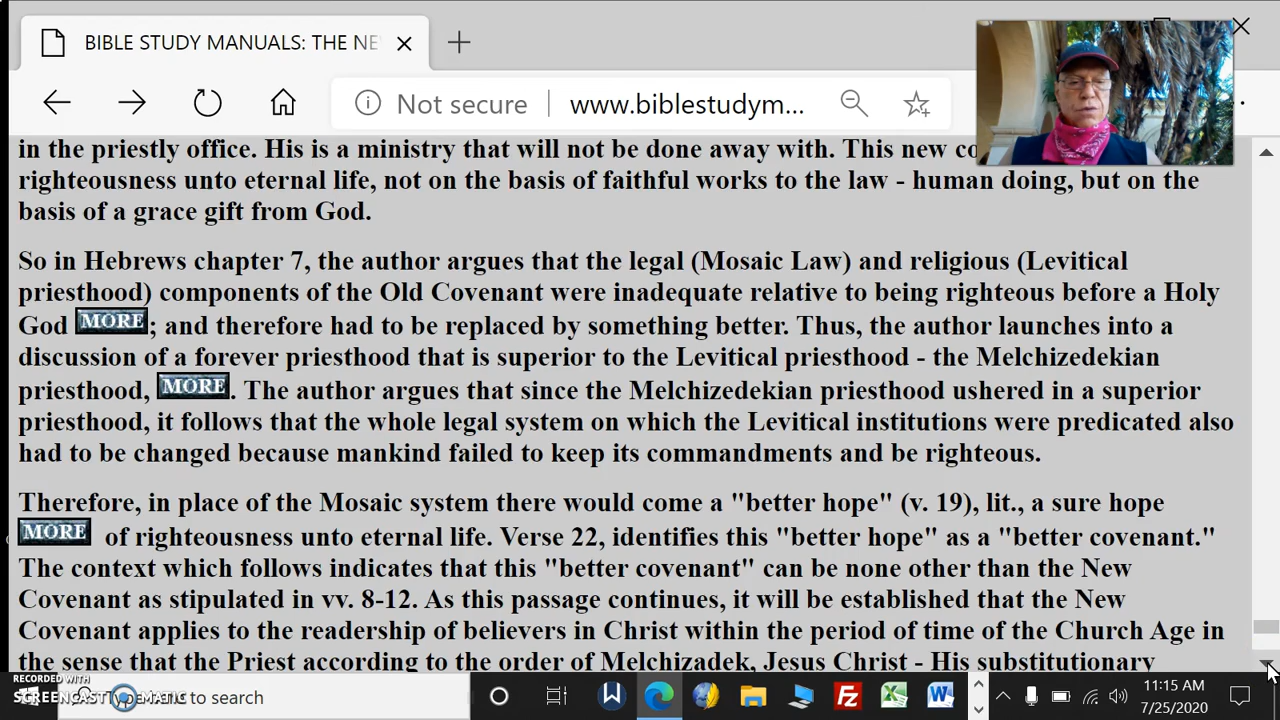 BIBLE STUDY MANUALS: THE NE
Not secure
www.biblestudym...
in the priestly office. His is a ministry that will not be done away with. This new co
righteousness unto eternal life, not on the basis of faithful works to the law - human doing, but on the
basis of a grace gift from God.
So in Hebrews chapter 7, the author argues that the legal (Mosaic Law) and religious (Levitical
priesthood) components of the Old Covenant were inadequate relative to being righteous before a Holy
God MORE; and therefore had to be replaced by something better. Thus, the author launches into a
discussion of a forever priesthood that is superior to the Levitical priesthood - the Melchizedekian
priesthood, MORE. The author argues that since the Melchizedekian priesthood ushered in a superior
priesthood, it follows that the whole legal system on which the Levitical institutions were predicated also
had to be changed because mankind failed to keep its commandments and be righteous.
Therefore, in place of the Mosaic system there would come a "better hope" (v. 19), lit., a sure hope
MORE of righteousness unto eternal life. Verse 22, identifies this "better hope" as a "better covenant."
The context which follows indicates that this "better covenant" can be none other than the New
Covenant as stipulated in vv. 8-12. As this passage continues, it will be established that the New
Covenant applies to the readership of believers in Christ within the period of time of the Church Age in
the sense that the Priest according to the order of Melchizadek, Jesus Christ - His substitutionary
RECORDED WITH
SCREENCAST-O-MATIC
Type to search
W
Fz
X
W
11:15 AM
7/25/2020